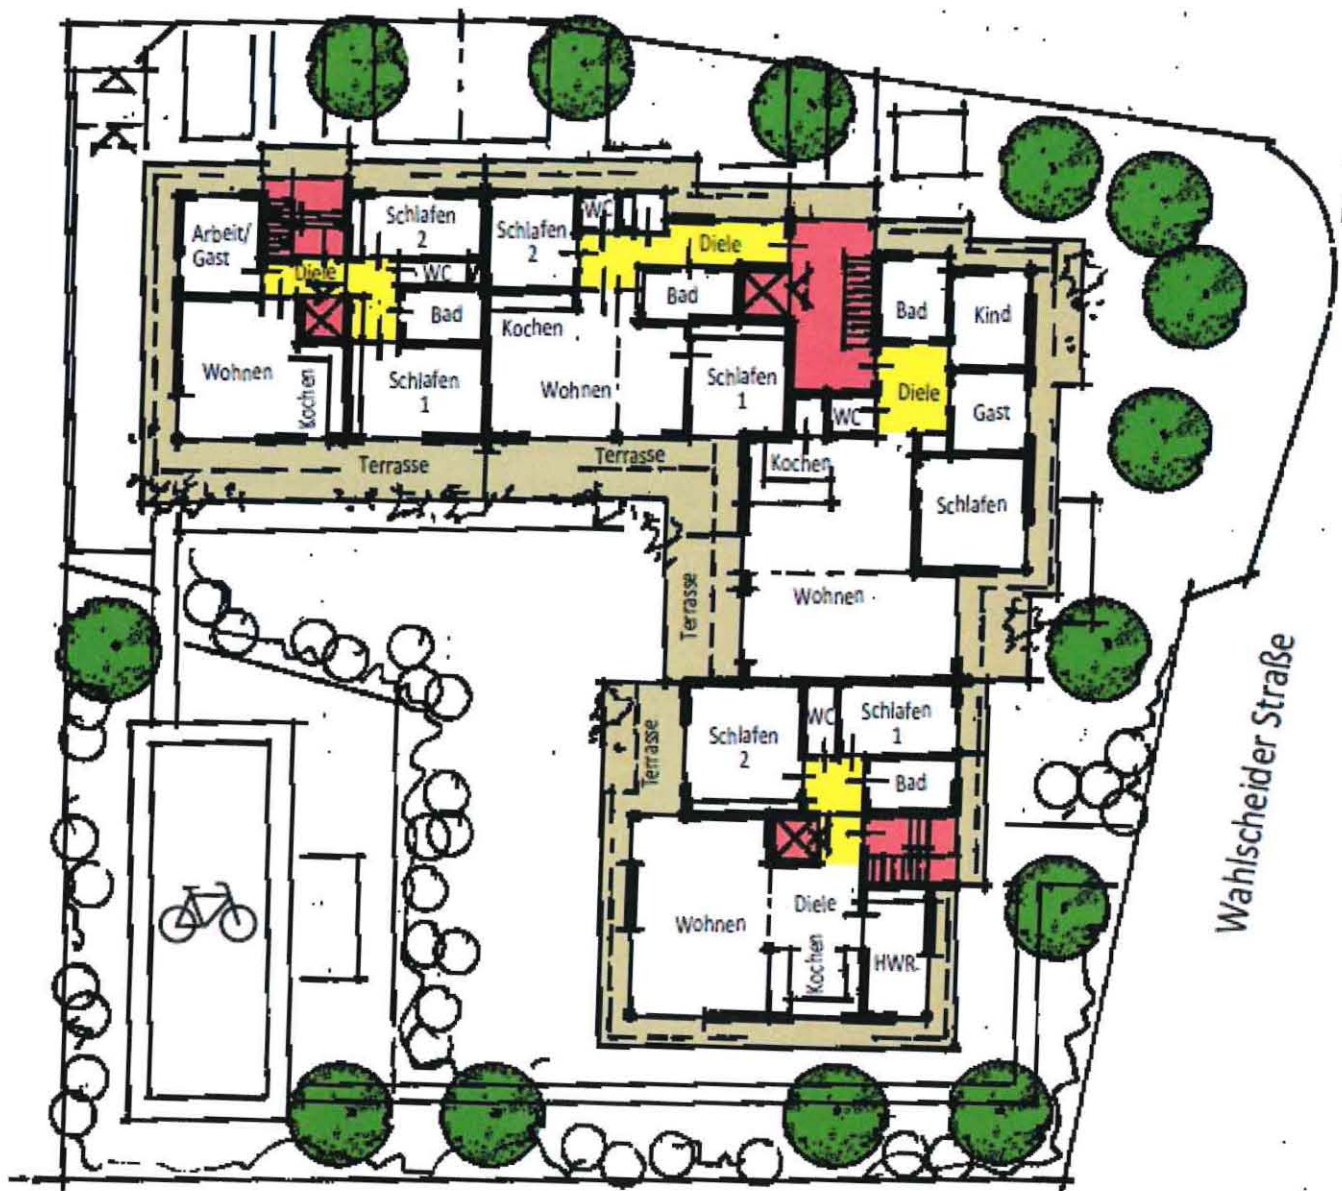 Arbeit/
Gast
Diele
Wohnen
Kochen
Schlafen
2
WC
Bad
Schlafen
1
Terrasse
Schlafen
2
WC
Diele
Bad
Kochen
Wohnen
Schlafen
1
Terrasse
Bad
Kind
Diele
Gast
WC
Kochen
Schlafen
Wohnen
Terrasse
Terrasse
Schlafen
2
WC
Schlafen
1
Bad
Wohnen
Diele
Kochen
HWR
Wahlscheider Straße